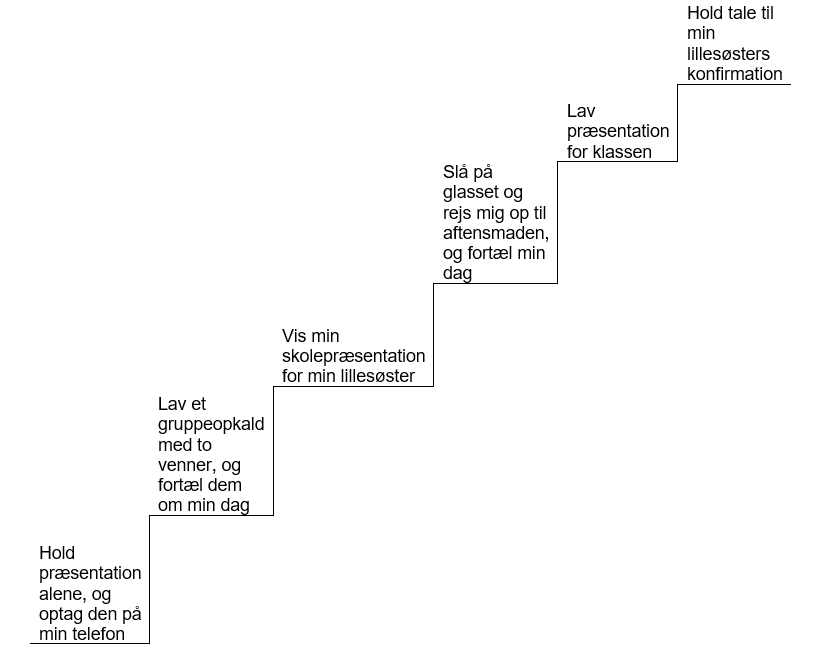 Hold tale til
min
lillesøsters
konfirmation
Lav
præsentation
for klassen
Slå på
glasset og
rejs mig op til
aftensmaden,
og fortæl min
dag
Vis min
skolepræsentation
for min lillesøster
Lav et
gruppeopkald
med to
venner, og
fortæl dem
om min dag
Hold
præsentation
alene, og
optag den på
min telefon